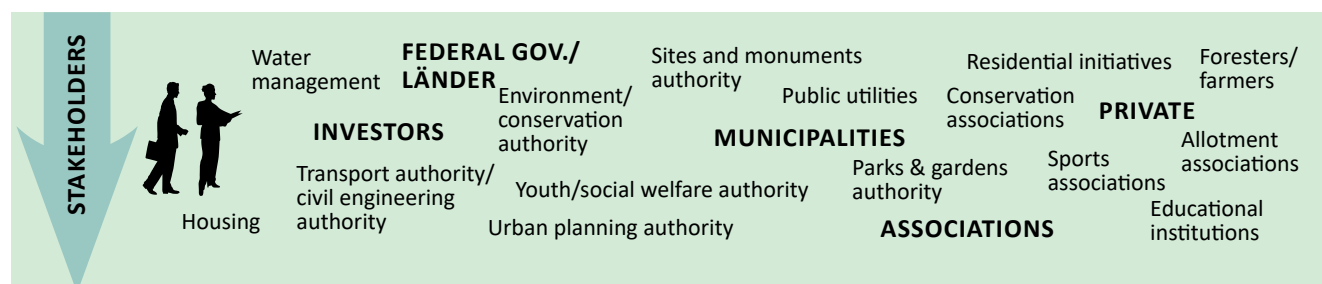 STAKEHOLDERS
Water
management
FEDERAL GOV./
LÄNDER
Environment/
conservation
authority
Sites and monuments
authority
Public utilities
Residential initiatives
Foresters/
farmers
Conservation
associations
PRIVATE
INVESTORS
MUNICIPALITIES
Allotment
associations
Transport authority/
civil engineering
authority
Youth/social welfare authority
Parks & gardens
authority
Sports
associations
Housing
Urban planning authority
ASSOCIATIONS
Educational
institutions